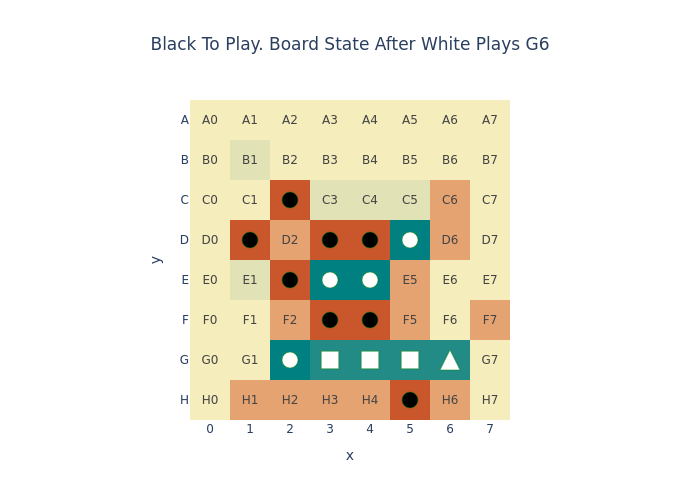 Black To Play. Board State After White Plays G6
A A0 A1 A2 A3 A4 A5 A6 A7
B B0 B1 B2 B3 B4 B5 B6 B7
C C0 C1 C3 C4 C5 C6 C7
D D0 D2 D6 D7
y
E E0 E1 E5 E6 E7
F F0 F1 F2 F5 F6 F7
G G0 G1 G7
H H0 H1 H2 H3 H4 H6 H7
0 1 2 3 4 5 6 7
x